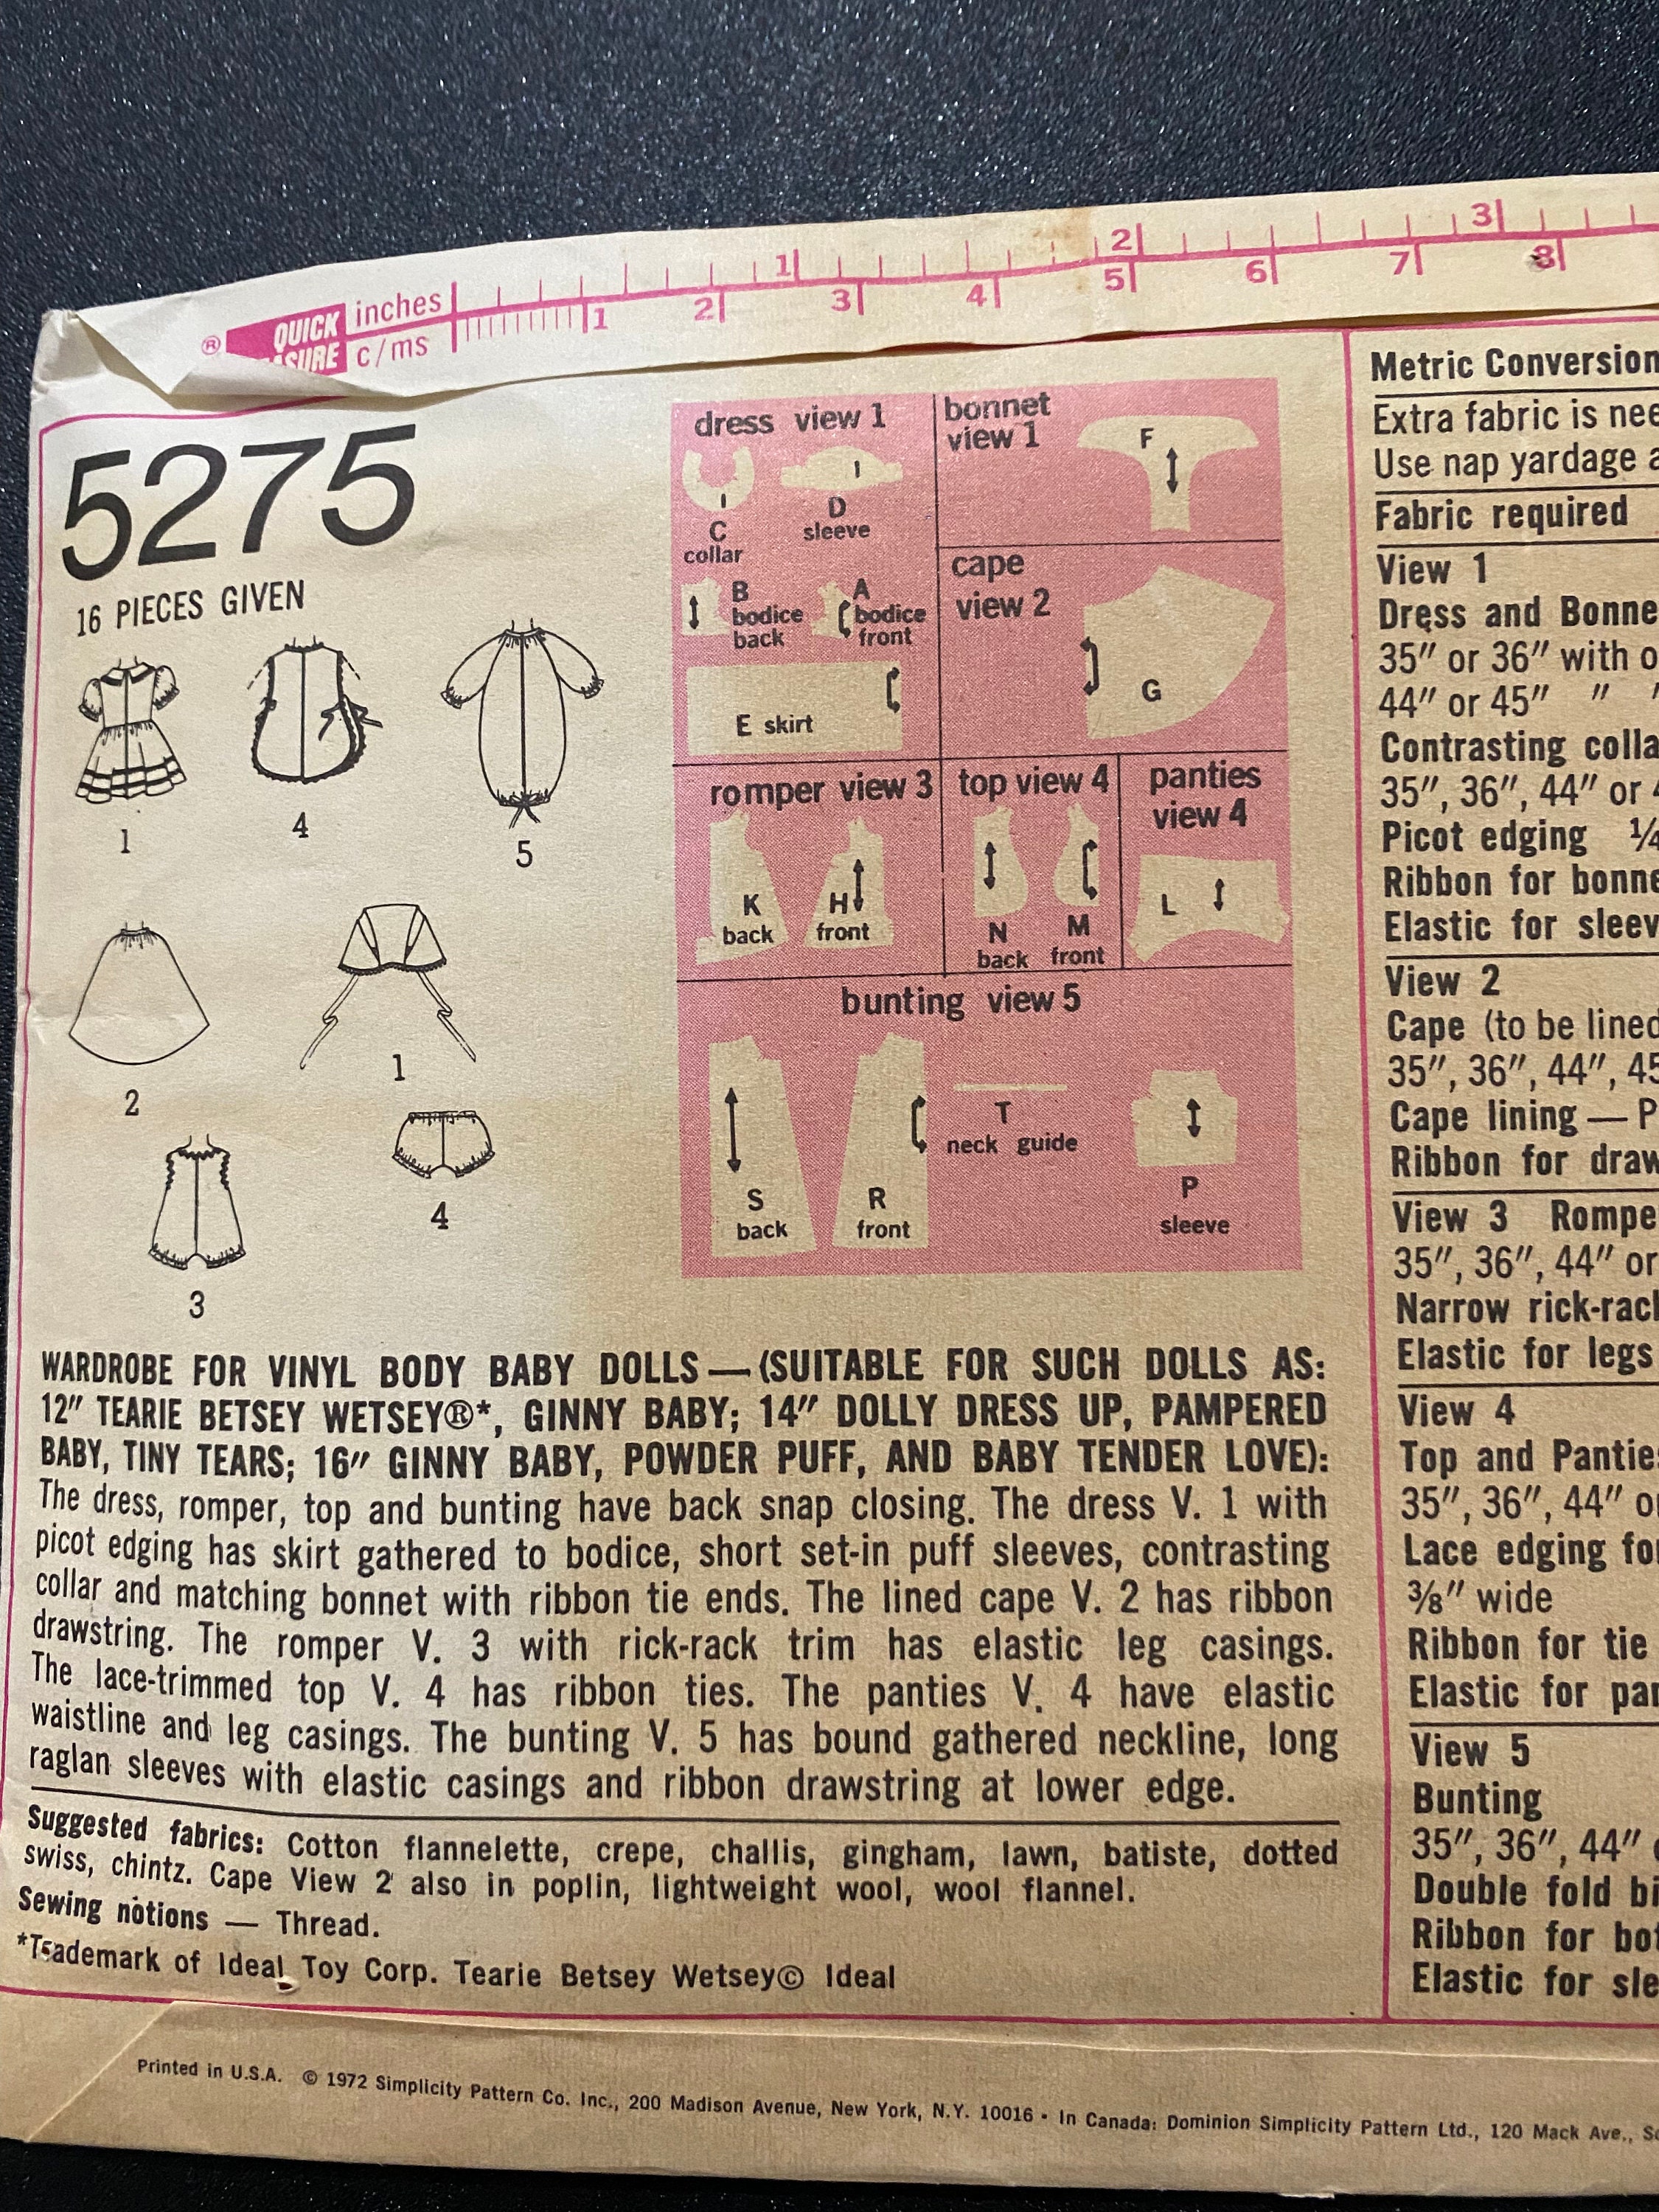 1 2 3
® QUICK inches
c/ms
1 2 3 4 5 6 7 8
5275
16 PIECES GIVEN
1
4
5
2
1
3
4
dress view 1
C
collar
D
sleeve
B
bodice
back
A
bodice
front
E skirt
bonnet
view 1
F
cape
view 2
G
romper view 3
K
back
H
front
top view 4
N
back
M
front
panties
view 4
L
bunting view 5
S
back
R
front
T
neck guide
P
sleeve
WARDROBE FOR VINYL BODY BABY DOLLS — (SUITABLE FOR SUCH DOLLS AS:
12" TEARIE BETSEY WETSEY®*, GINNY BABY; 14" DOLLY DRESS UP, PAMPERED
BABY, TINY TEARS; 16" GINNY BABY, POWDER PUFF, AND BABY TENDER LOVE):
The dress, romper, top and bunting have back snap closing. The dress V. 1 with
picot edging has skirt gathered to bodice, short set-in puff sleeves, contrasting
collar and matching bonnet with ribbon tie ends. The lined cape V. 2 has ribbon
drawstring. The romper V. 3 with rick-rack trim has elastic leg casings.
The lace-trimmed top V. 4 has ribbon ties. The panties V. 4 have elastic
waistline and leg casings. The bunting V. 5 has bound gathered neckline, long
raglan sleeves with elastic casings and ribbon drawstring at lower edge.
Suggested fabrics: Cotton flannelette, crepe, challis, gingham, lawn, batiste, dotted
swiss, chintz. Cape View 2 also in poplin, lightweight wool, wool flannel.
Sewing notions — Thread.
*Trademark of Ideal Toy Corp. Tearie Betsey Wetsey© Ideal
Metric Conversion
Extra fabric is nee
Use nap yardage a
Fabric required
View 1
Dress and Bonne
35" or 36" with o
44" or 45" "
Contrasting colla
35", 36", 44" or
Picot edging ¼
Ribbon for bonne
Elastic for sleev
View 2
Cape (to be lined
35", 36", 44", 45
Cape lining — P
Ribbon for draw
View 3 Rompe
35", 36", 44" or
Narrow rick-rac
Elastic for legs
View 4
Top and Pantie
35", 36", 44" o
Lace edging fo
⅜" wide
Ribbon for tie
Elastic for pa
View 5
Bunting
35", 36", 44"
Double fold bi
Ribbon for bot
Elastic for sle
Printed in U.S.A. © 1972 Simplicity Pattern Co. Inc., 200 Madison Avenue, New York, N.Y. 10016 • In Canada: Dominion Simplicity Pattern Ltd., 120 Mack Ave., Sc